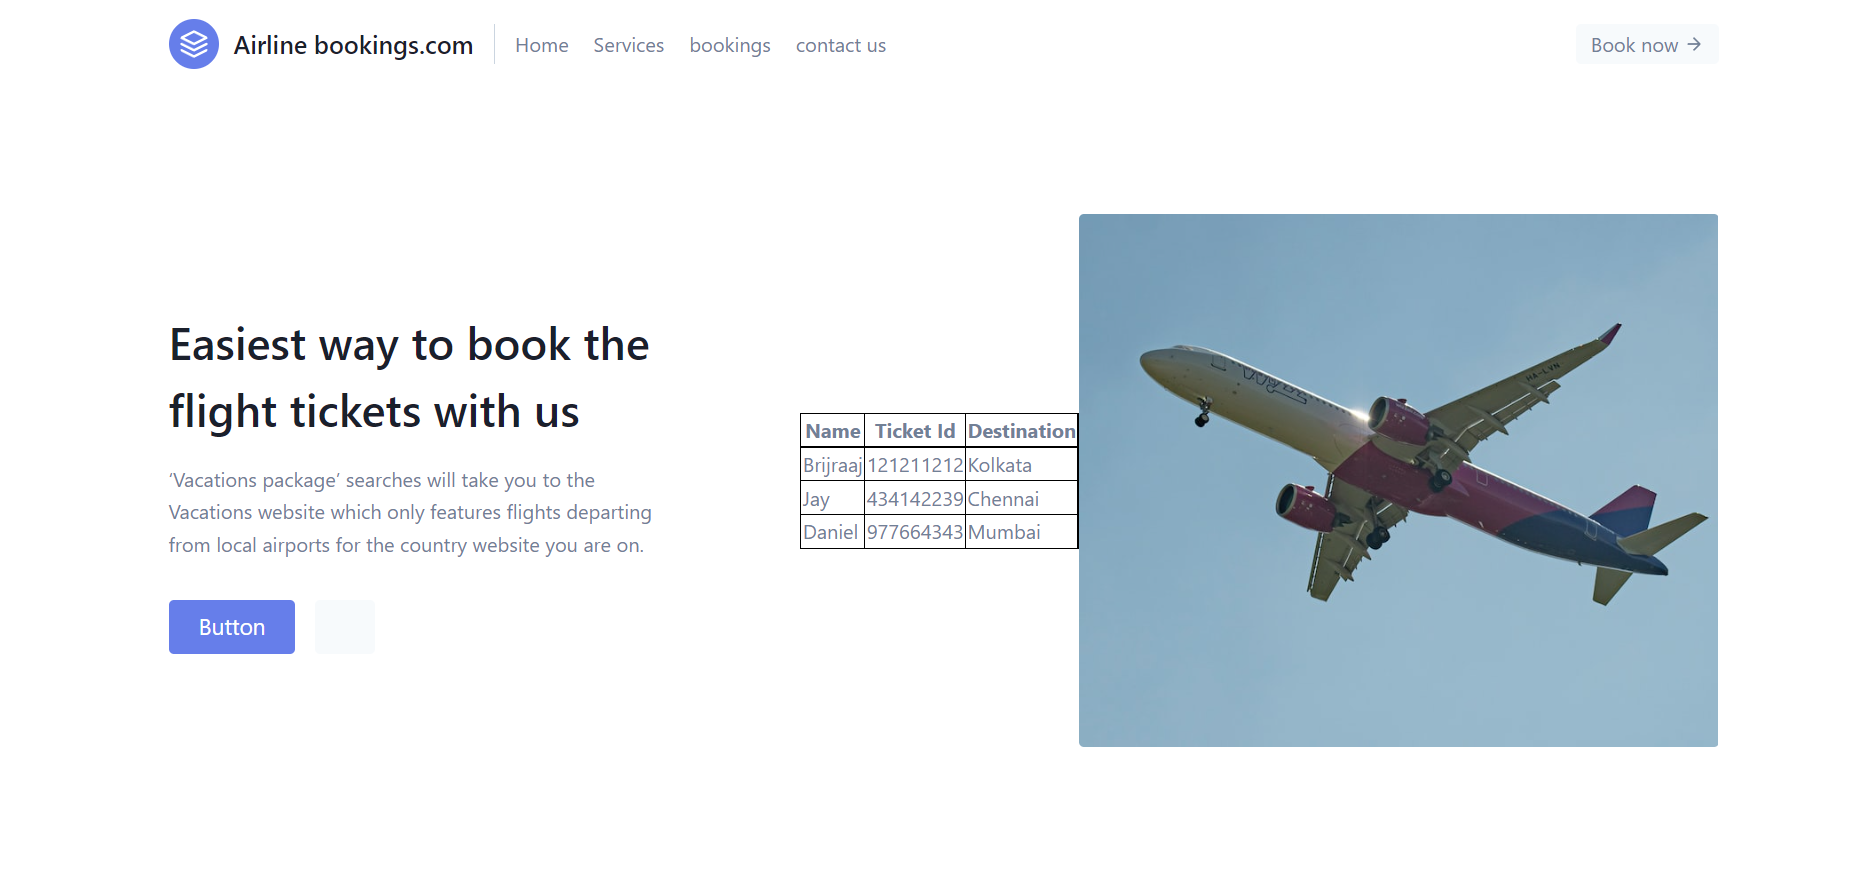 Airline bookings.com
Home Services bookings contact us
Book now →
Easiest way to book the
flight tickets with us
‘Vacations package’ searches will take you to the
Vacations website which only features flights departing
from local airports for the country website you are on.
Button
Name Ticket Id Destination
Brijraaj 121211212 Kolkata
Jay 434142239 Chennai
Daniel 977664343 Mumbai
HA-LVN